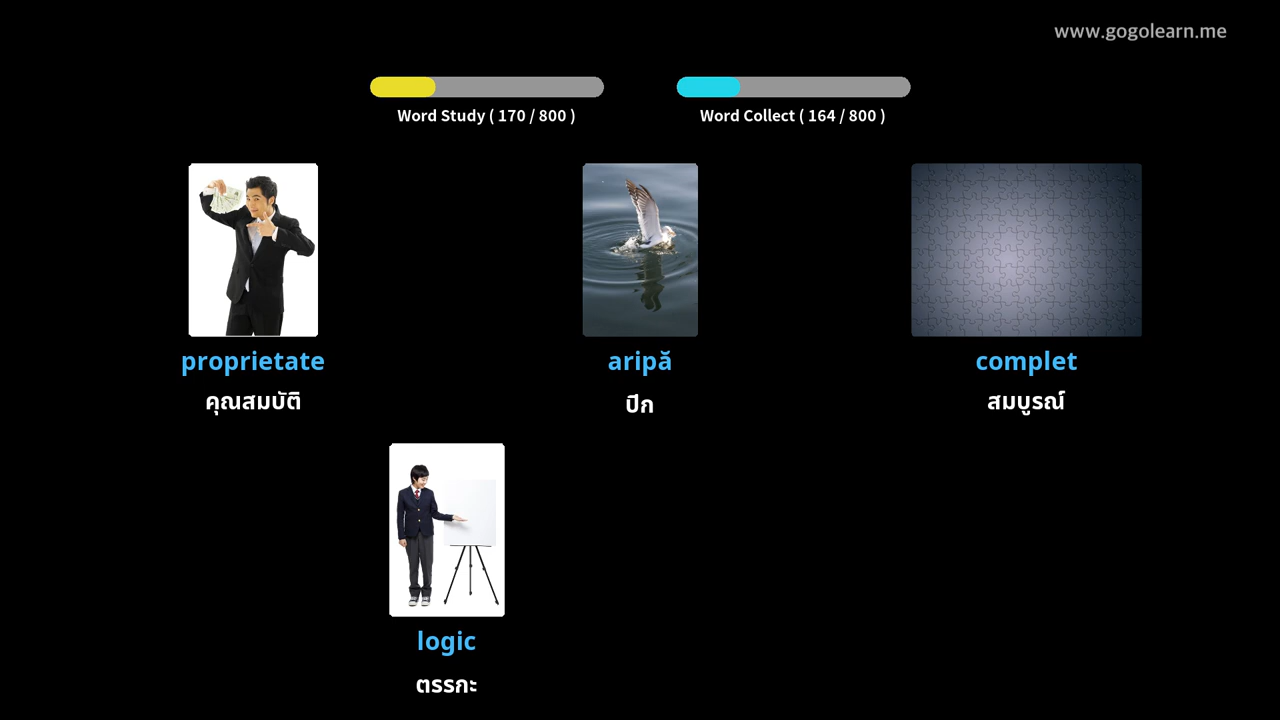 www.gogolearn.me
Word Study ( 170 / 800 )
Word Collect ( 164 / 800 )
proprietate
คุณสมบัติ
aripă
ปีก
complet
สมบูรณ์
logic
ตรรกะ